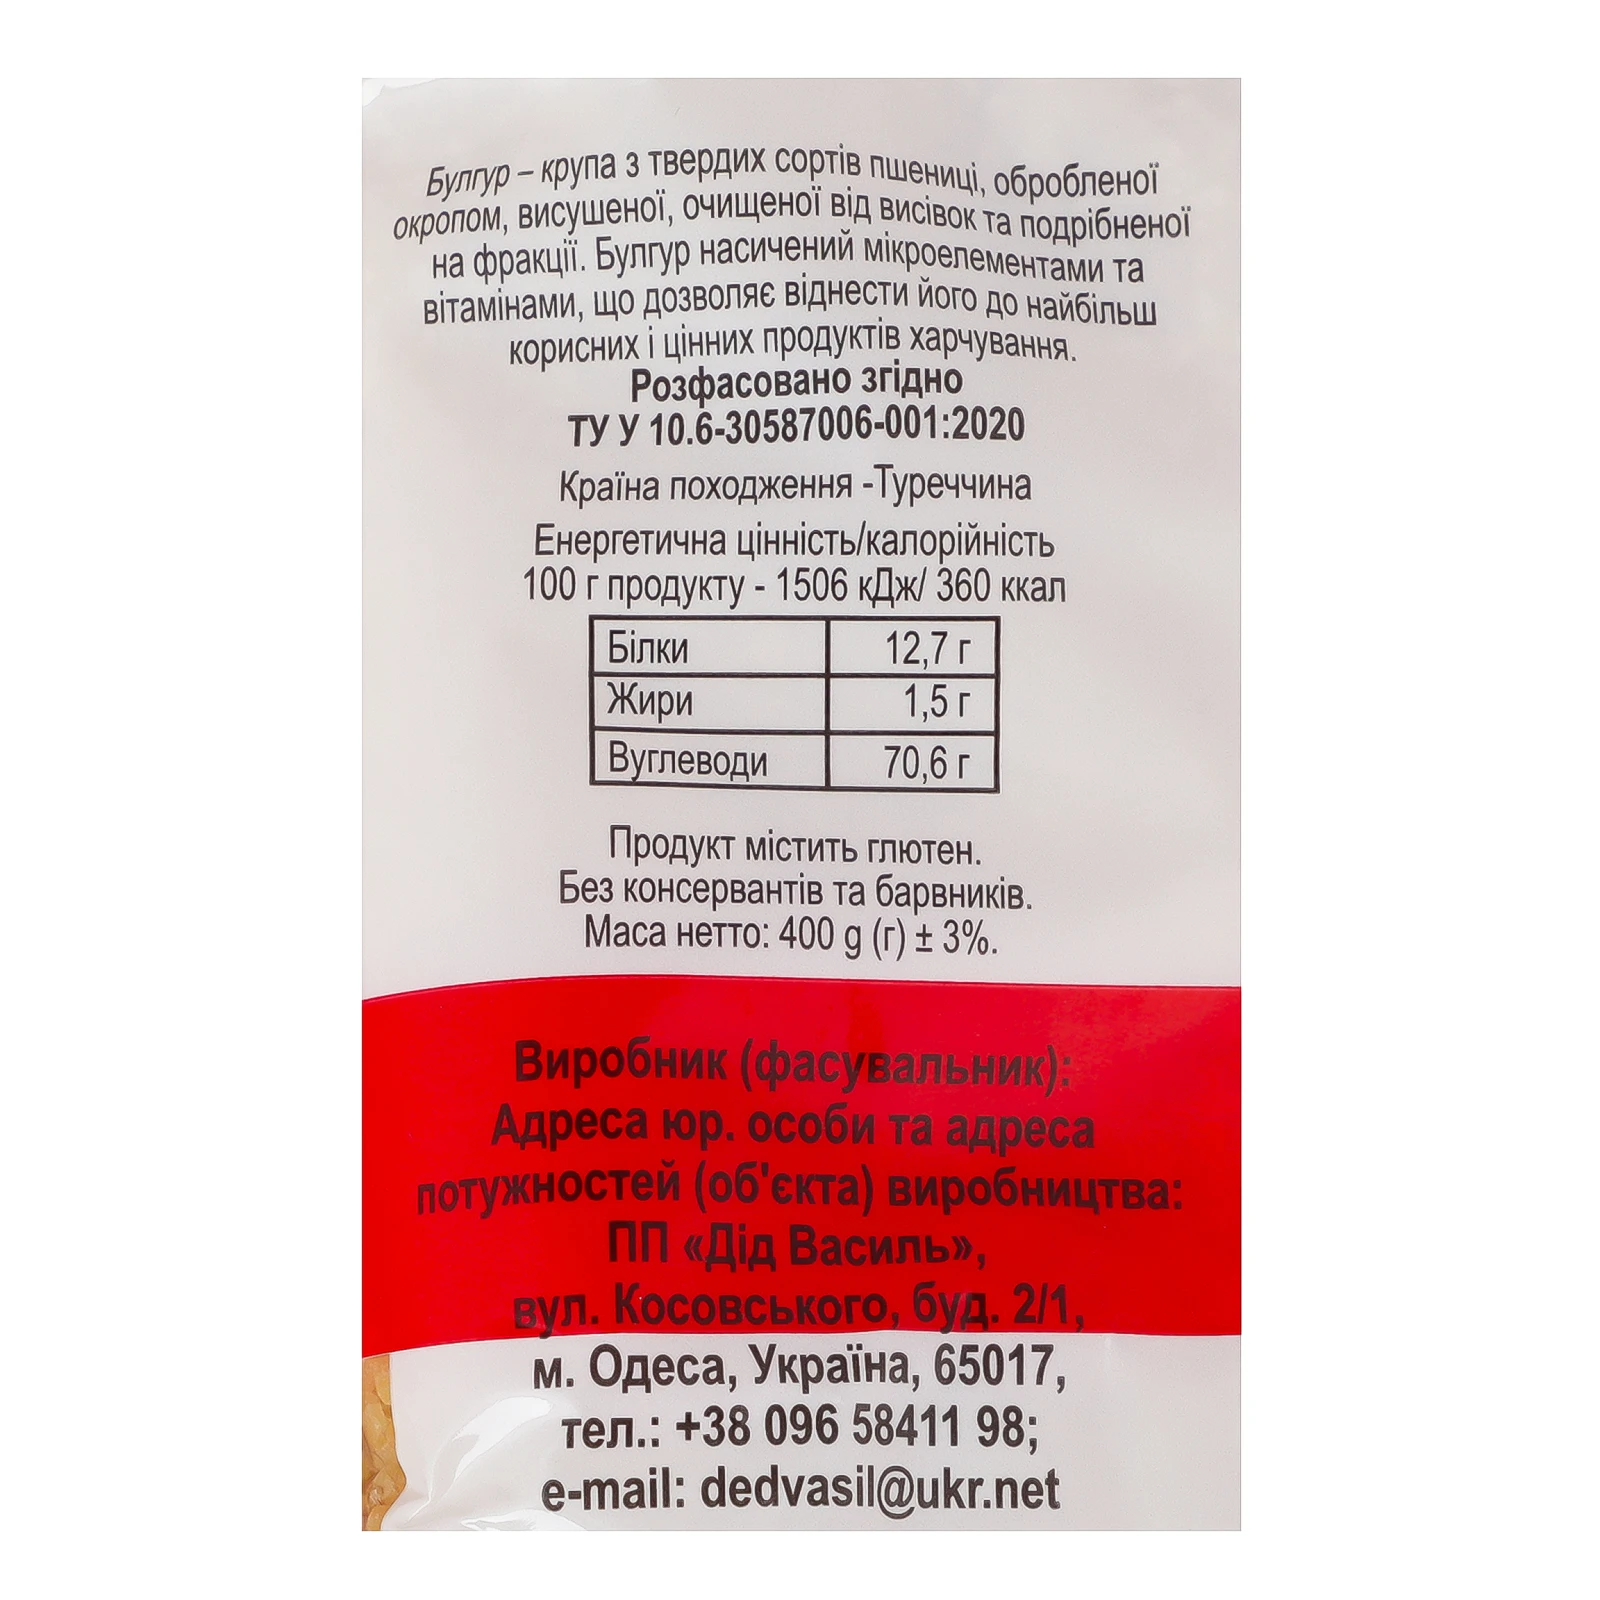 Булгур – крупа з твердих сортів пшениці, обробленої
окропом, висушеної, очищеної від висівок та подрібненої
на фракції. Булгур насичений мікроелементами та
вітамінами, що дозволяє віднести його до найбільш
корисних і цінних продуктів харчування.
Розфасовано згідно
ТУ У 10.6-30587006-001:2020
Країна походження -Туреччина
Енергетична цінність/калорійність
100 г продукту - 1506 кДж/ 360 ккал
Білки 12,7 г
Жири 1,5 г
Вуглеводи 70,6 г
Продукт містить глютен.
Без консервантів та барвників.
Маса нетто: 400 g (г) ± 3%.
Виробник (фасувальник):
Адреса юр. особи та адреса
потужностей (об'єкта) виробництва:
ПП «Дід Василь»,
вул. Косовського, буд. 2/1,
м. Одеса, Україна, 65017,
тел.: +38 096 58411 98;
e-mail: dedvasil@ukr.net